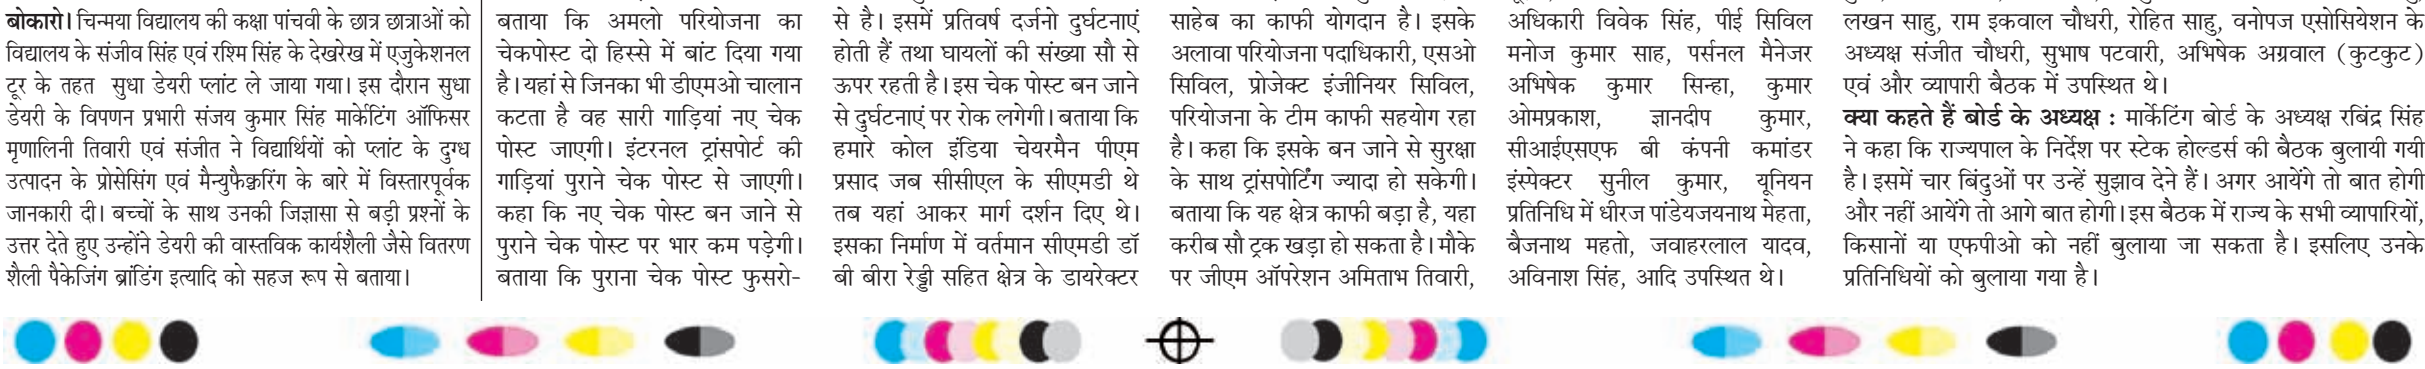 बोकारो। चिन्मया विद्यालय की कक्षा पांचवी के छात्र छात्राओं को
विद्यालय के संजीव सिंह एवं रश्मि सिंह के देखरेख में एजुकेशनल
टूर के तहत सुधा डेयरी प्लांट ले जाया गया। इस दौरान सुधा
डेयरी के विपणन प्रभारी संजय कुमार सिंह मार्केटिंग ऑफिसर
मृणालिनी तिवारी एवं संजीत ने विद्यार्थियों को प्लांट के दुग्ध
उत्पादन के प्रोसेसिंग एवं मैन्युफैक्चरिंग के बारे में विस्तारपूर्वक
जानकारी दी। बच्चों के साथ उनकी जिज्ञासा से बड़ी प्रश्नों के
उत्तर देते हुए उन्होंने डेयरी की वास्तविक कार्यशैली जैसे वितरण
शैली पैकेजिंग ब्रांडिंग इत्यादि को सहज रूप से बताया।
बताया कि अमलो परियोजना का
चेकपोस्ट दो हिस्से में बांट दिया गया
है। यहां से जिनका भी डीएमओ चालान
कटता है वह सारी गाड़ियां नए चेक
पोस्ट जाएगी। इंटरनल ट्रांसपोर्ट की
गाड़ियां पुराने चेक पोस्ट से जाएगी।
कहा कि नए चेक पोस्ट बन जाने से
पुराने चेक पोस्ट पर भार कम पड़ेगी।
बताया कि पुराना चेक पोस्ट फुसरो-
से है। इसमें प्रतिवर्ष दर्जनो दुर्घटनाएं
होती हैं तथा घायलों की संख्या सौ से
ऊपर रहती है। इस चेक पोस्ट बन जाने
से दुर्घटनाएं पर रोक लगेगी। बताया कि
हमारे कोल इंडिया चेयरमैन पीएम
प्रसाद जब सीसीएल के सीएमडी थे
तब यहां आकर मार्ग दर्शन दिए थे।
इसका निर्माण में वर्तमान सीएमडी डॉ
बी बीरा रेड्डी सहित क्षेत्र के डायरेक्टर
साहेब का काफी योगदान है। इसके
अलावा परियोजना पदाधिकारी, एसओ
सिविल, प्रोजेक्ट इंजीनियर सिविल,
परियोजना के टीम काफी सहयोग रहा
है। कहा कि इसके बन जाने से सुरक्षा
के साथ ट्रांसपोर्टिंग ज्यादा हो सकेगी।
बताया कि यह क्षेत्र काफी बड़ा है, यहा
करीब सौ ट्रक खड़ा हो सकता है। मौके
पर जीएम ऑपरेशन अमिताभ तिवारी,
अधिकारी विवेक सिंह, पीई सिविल
मनोज कुमार साह, पर्सनल मैनेजर
अभिषेक कुमार सिन्हा, कुमार
ओमप्रकाश, ज्ञानदीप कुमार,
सीआईएसएफ बी कंपनी कमांडर
इंस्पेक्टर सुनील कुमार, यूनियन
प्रतिनिधि में धीरज पांडेयजयनाथ मेहता,
बैजनाथ महतो, जवाहरलाल यादव,
अविनाश सिंह, आदि उपस्थित थे।
लखन साहु, राम इकवाल चौधरी, रोहित साहु, वनोपज एसोसियेशन के
अध्यक्ष संजीत चौधरी, सुभाष पटवारी, अभिषेक अग्रवाल (कुटकुट)
एवं और व्यापारी बैठक में उपस्थित थे।
क्या कहते हैं बोर्ड के अध्यक्ष : मार्केटिंग बोर्ड के अध्यक्ष रबिंद्र सिंह
ने कहा कि राज्यपाल के निर्देश पर स्टेक होल्डर्स की बैठक बुलायी गयी
है। इसमें चार बिंदुओं पर उन्हें सुझाव देने हैं। अगर आयेंगे तो बात होगी
और नहीं आयेंगे तो आगे बात होगी। इस बैठक में राज्य के सभी व्यापारियों,
किसानों या एफपीओ को नहीं बुलाया जा सकता है। इसलिए उनके
प्रतिनिधियों को बुलाया गया है।